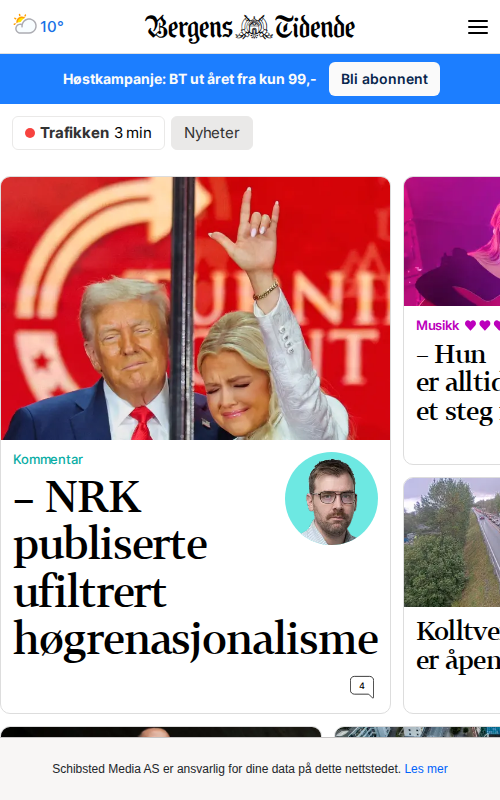 10°
Bergens Tidende
Høstkampanje: BT ut året fra kun 99,-
Bli abonnent
Trafikken 3 min
Nyheter
Kommentar
– NRK
publiserte
ufiltrert
høgrenasjonalisme
4
Musikk
– Hun
er alltid
et steg
er åpen
Schibsted Media AS er ansvarlig for dine data på dette nettstedet. Les mer